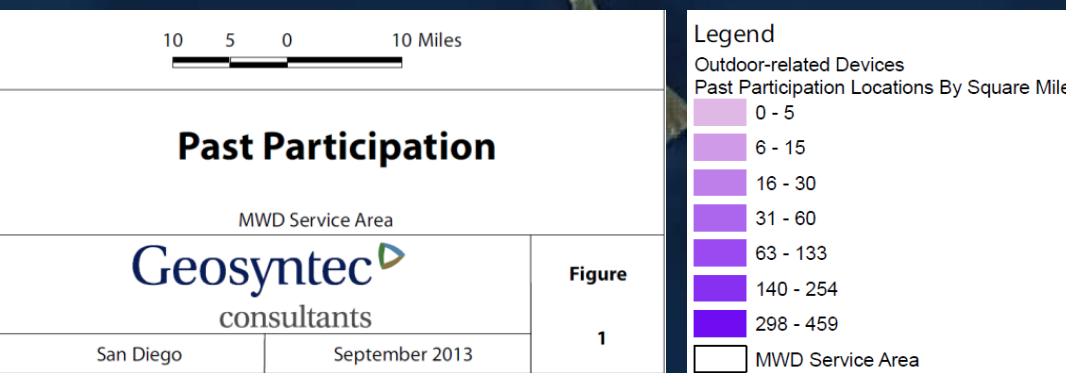 10 5 0 10 Miles
Past Participation
MWD Service Area
Geosyntec
consultants
Figure
1
San Diego
September 2013
Legend
Outdoor-related Devices
Past Participation Locations By Square Mile
0 - 5
6 - 15
16 - 30
31 - 60
63 - 133
140 - 254
298 - 459
MWD Service Area